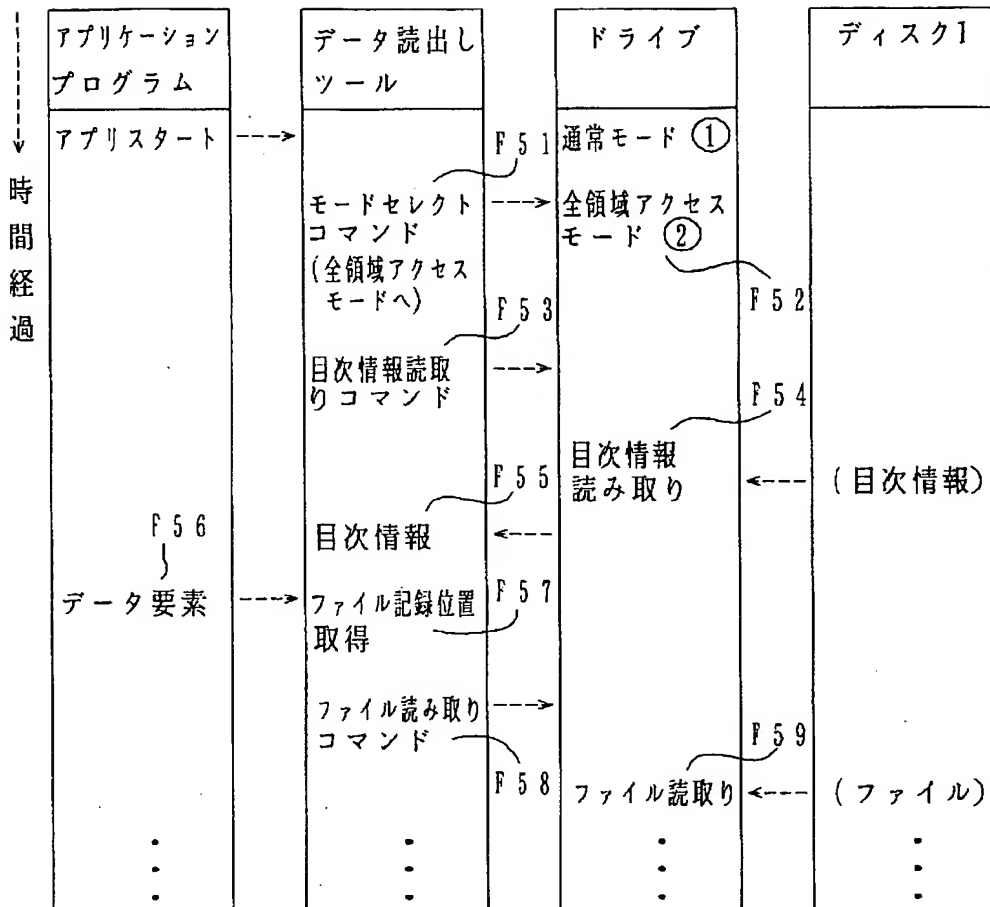 アプリケーション
プログラム
データ読出し
ツール
ドライブ
ディスク1
時間経過
アプリスタート
F51
通常モード ①
モードセレクト
コマンド
(全領域アクセス
モードへ)
全領域アクセス
モード ②
F52
F53
目次情報読取
りコマンド
F54
目次情報
読み取り
(目次情報)
F55
目次情報
F56
データ要素
F57
ファイル記録位置
取得
ファイル読み取り
コマンド
F58
F59
ファイル読取り
(ファイル)